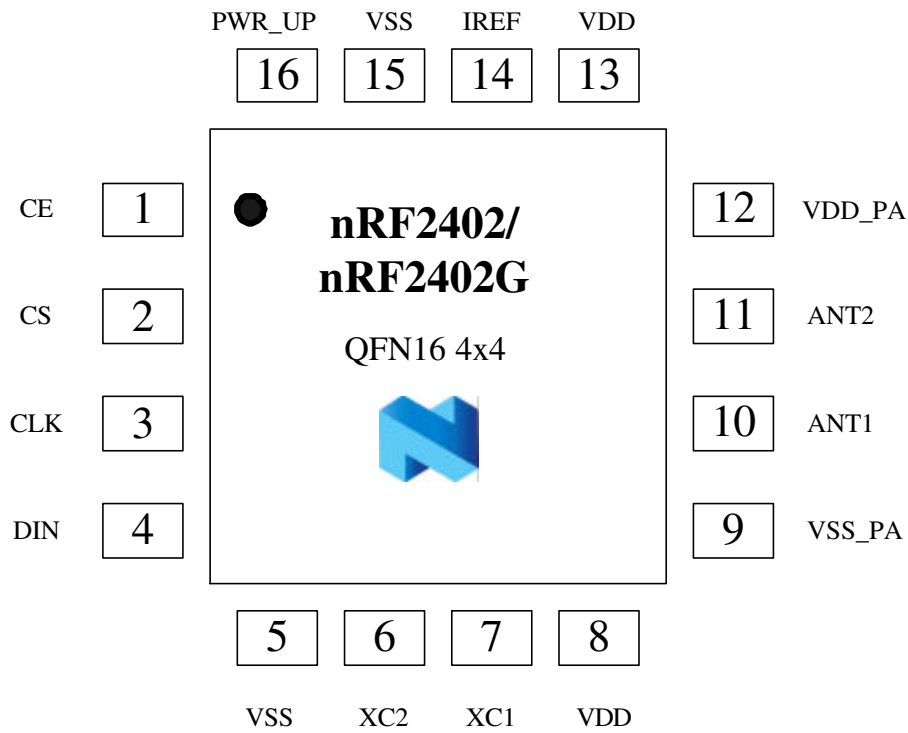 PWR_UP VSS IREF VDD
16 15 14 13
CE 1 nRF2402/ 12 VDD_PA
nRF2402G
CS 2 QFN16 4x4 11 ANT2
CLK 3 10 ANT1
DIN 4 9 VSS_PA
5 6 7 8
VSS XC2 XC1 VDD